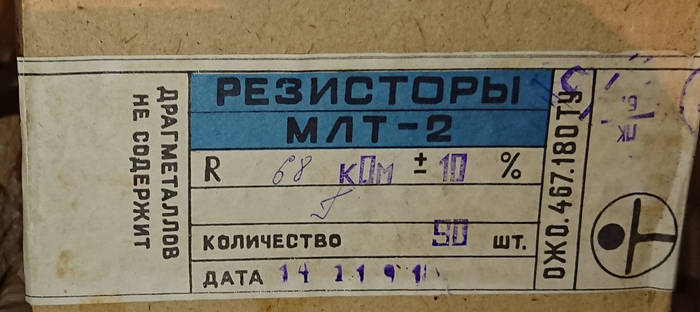 ДРАГМЕТАЛЛОВ
НЕ СОДЕРЖИТ
РЕЗИСТОРЫ
МЛТ-2
R 68 кОм ± 10 %
КОЛИЧЕСТВО 50 шт.
ДАТА
ОЖО.467.180ТУ